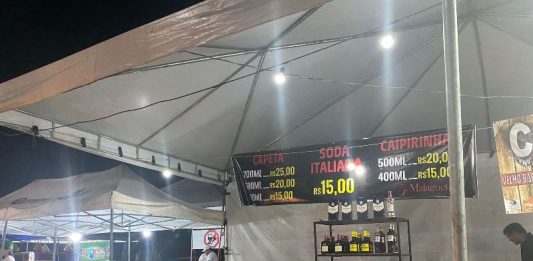 CAPETA
700ML R$25,00
500ML R$20,00
R$15,00
SODA
ITALIANA
R$15,00
CAIPIRINHA
500ML R$20,00
400ML R$15,00
Malagueta